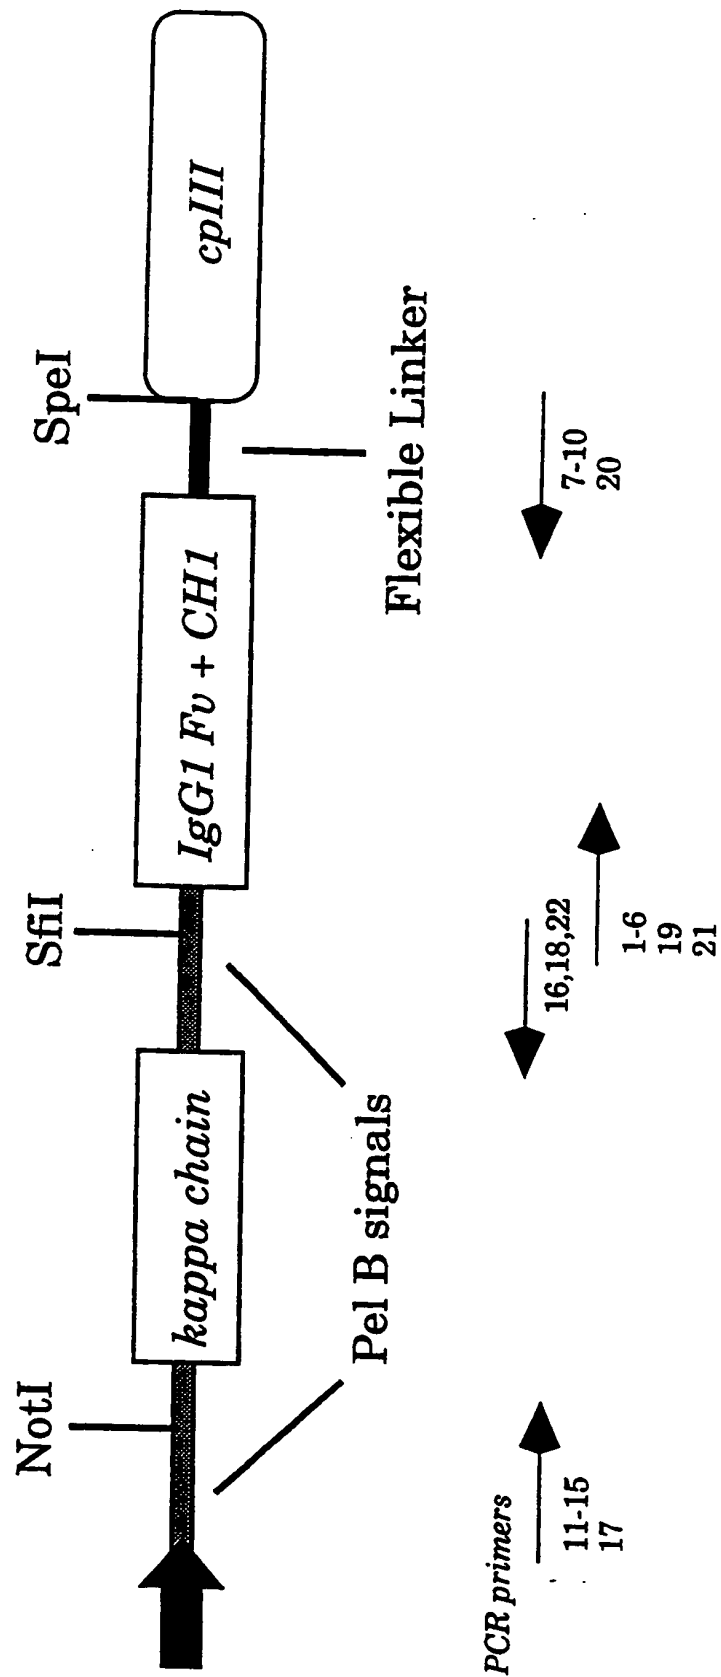 NotI
SfiI
SpeI
kappa chain
IgG1 Fv + CH1
cpIII
Pel B signals
Flexible Linker
PCR primers
11-15
17
16,18,22
1-6
19
21
7-10
20